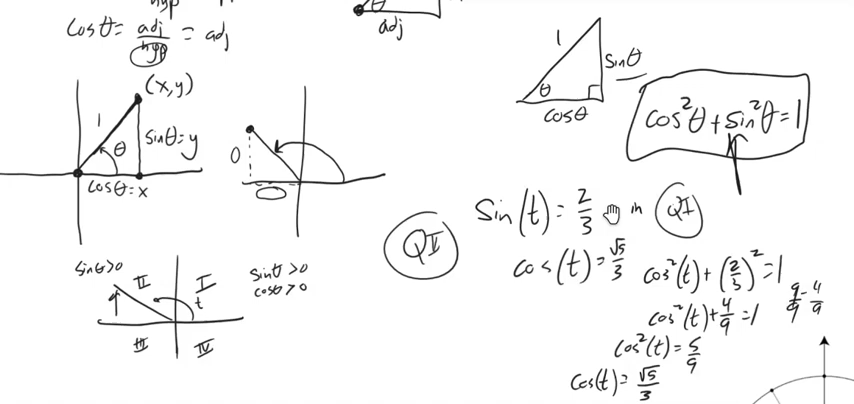 hyp
cosθ = adj/hyp = adj
θ
adj
1
sinθ
θ
cosθ
cos²θ + sin²θ = 1
(x,y)
1
sinθ = y
θ
cosθ = x
0
sin(t) = 2/3 in QI
QII
cos(t) = √5/3
cos²(t) + (2/3)² = 1
9/9 - 4/9
cos²(t) + 4/9 = 1
cos²(t) = 5/9
cos(t) = √5/3
sinθ>0
II
I
t
sinθ >0
cosθ >0
III
IV